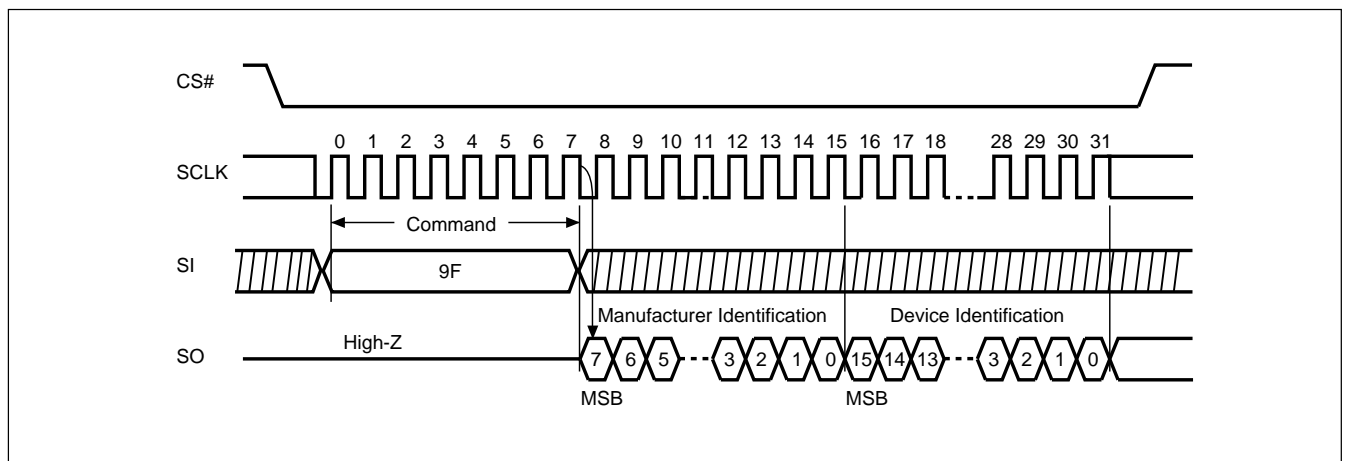 CS#
0 1 2 3 4 5 6 7 8 9 10 11 12 13 14 15 16 17 18 28 29 30 31
SCLK
Command
SI
9F
Manufacturer Identification Device Identification
High-Z
SO
7 6 5 3 2 1 0 15 14 13 3 2 1 0
MSB MSB